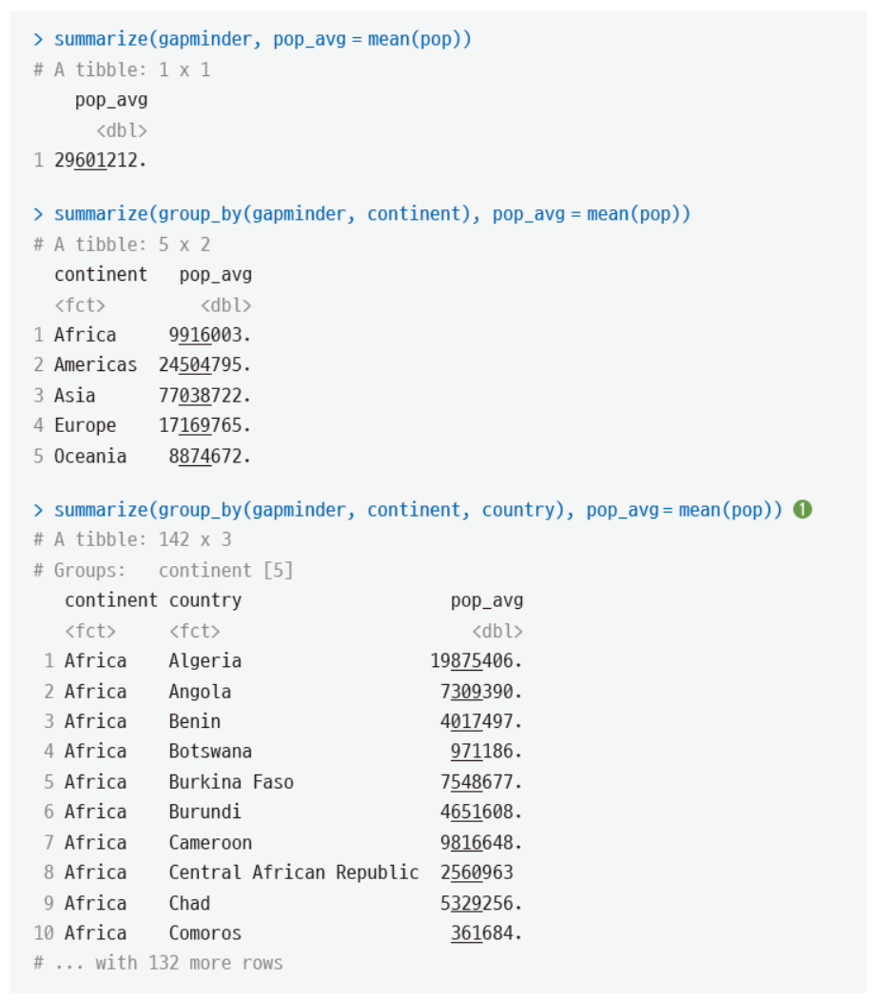 > summarize(gapminder, pop_avg = mean(pop))
# A tibble: 1 x 1
pop_avg
<dbl>
1 29601212.
> summarize(group_by(gapminder, continent), pop_avg = mean(pop))
# A tibble: 5 x 2
continent pop_avg
<fct> <dbl>
1 Africa 9916003.
2 Americas 24504795.
3 Asia 77038722.
4 Europe 17169765.
5 Oceania 8874672.
> summarize(group_by(gapminder, continent, country), pop_avg = mean(pop)) ❶
# A tibble: 142 x 3
# Groups: continent [5]
continent country pop_avg
<fct> <fct> <dbl>
1 Africa Algeria 19875406.
2 Africa Angola 7309390.
3 Africa Benin 4017497.
4 Africa Botswana 971186.
5 Africa Burkina Faso 7548677.
6 Africa Burundi 4651608.
7 Africa Cameroon 9816648.
8 Africa Central African Republic 2560963
9 Africa Chad 5329256.
10 Africa Comoros 361684.
# ... with 132 more rows